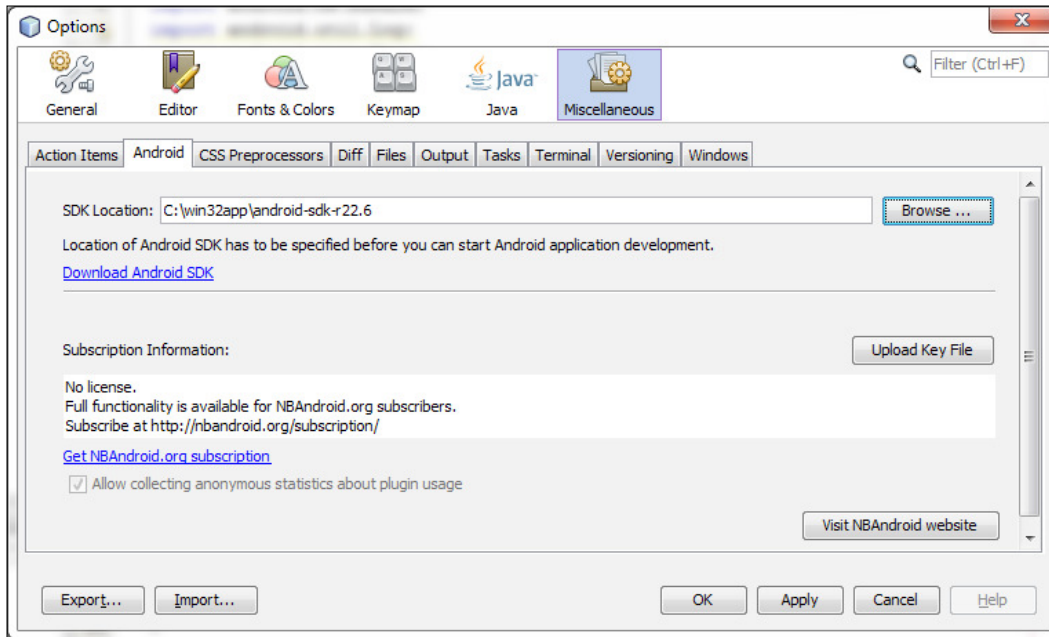 Options
General
Editor
Fonts & Colors
Keymap
Java
Java
Miscellaneous
Filter (Ctrl+F)
Action Items
Android
CSS Preprocessors
Diff
Files
Output
Tasks
Terminal
Versioning
Windows
SDK Location:
C:\win32app\android-sdk-r22.6
Browse ...
Location of Android SDK has to be specified before you can start Android application development.
Download Android SDK
Subscription Information:
Upload Key File
No license.
Full functionality is available for NBAndroid.org subscribers.
Subscribe at http://nbandroid.org/subscription/
Get NBAndroid.org subscription
Allow collecting anonymous statistics about plugin usage
Visit NBAndroid website
Export...
Import...
OK
Apply
Cancel
Help